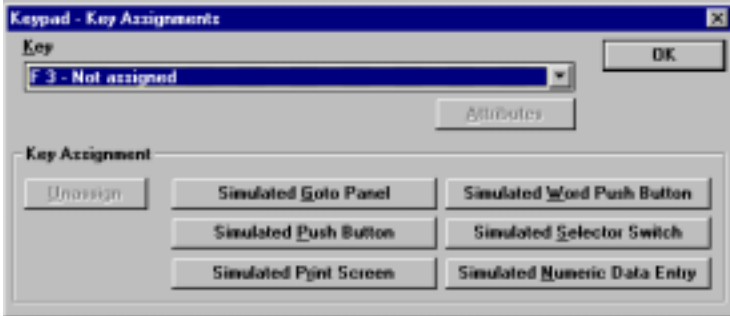 Keypad - Key Assignments
Key
OK
F 3 - Not assigned
Attributes
Key Assignment
Unassign
Simulated Goto Panel
Simulated Word Push Button
Simulated Push Button
Simulated Selector Switch
Simulated Print Screen
Simulated Numeric Data Entry